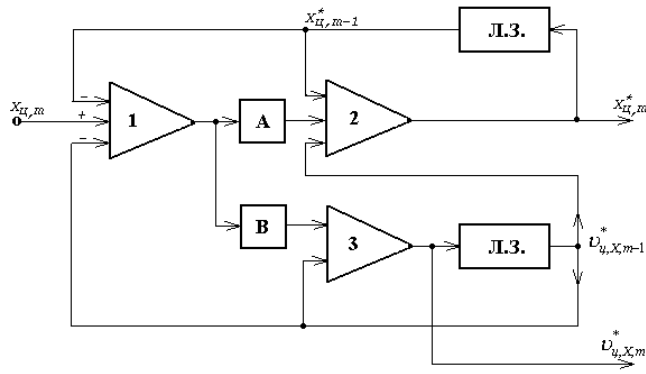 x*ц,m-1
Л.З.
xц,m
−
+
−
1
A
2
x*ц,m
B
3
Л.З.
υ*ц,X,m-1
υ*ц,X,m